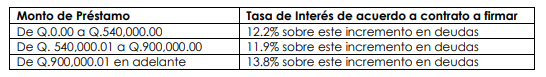 Monto de Préstamo Tasa de Interés de acuerdo a contrato a firmar
De Q.0.00 a Q.540,000.00 12.2% sobre este incremento en deudas
De Q. 540,000.01 a Q.900,000.00 11.9% sobre este incremento en deudas
De Q.900,000.01 en adelante 13.8% sobre este incremento en deudas